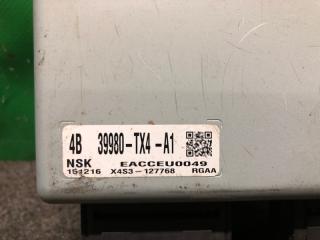 4B 39980-TX4-A1
NSK EACCEU0049
151216 X4S3-127768 RGAA